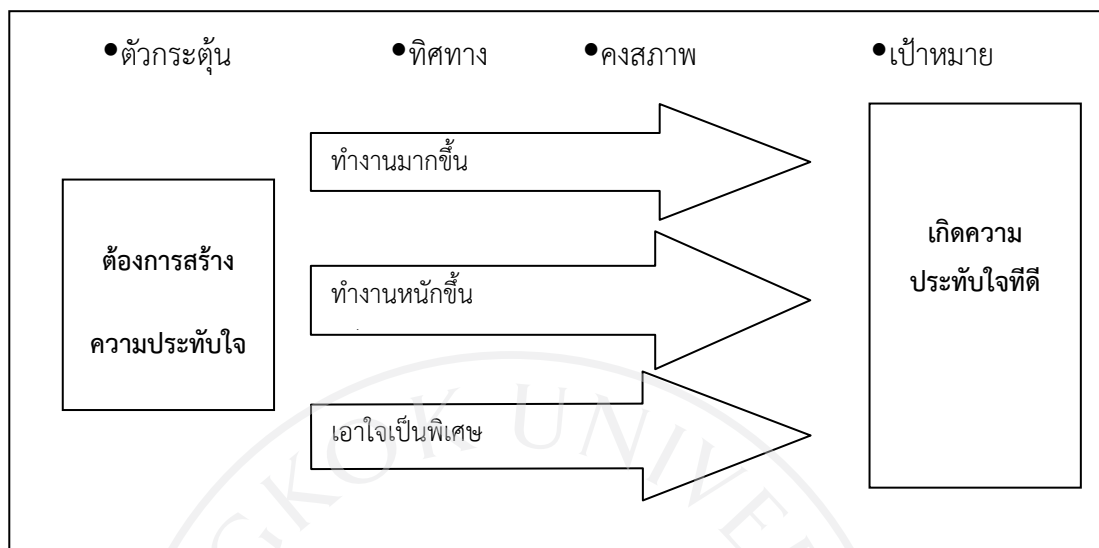 •ตัวกระตุ้น •ทิศทาง •คงสภาพ •เป้าหมาย
ทำงานมากขึ้น
ต้องการสร้าง
ความประทับใจ
ทำงานหนักขึ้น
เอาใจเป็นพิเศษ
เกิดความ
ประทับใจทีดี
GKOK UNIVE